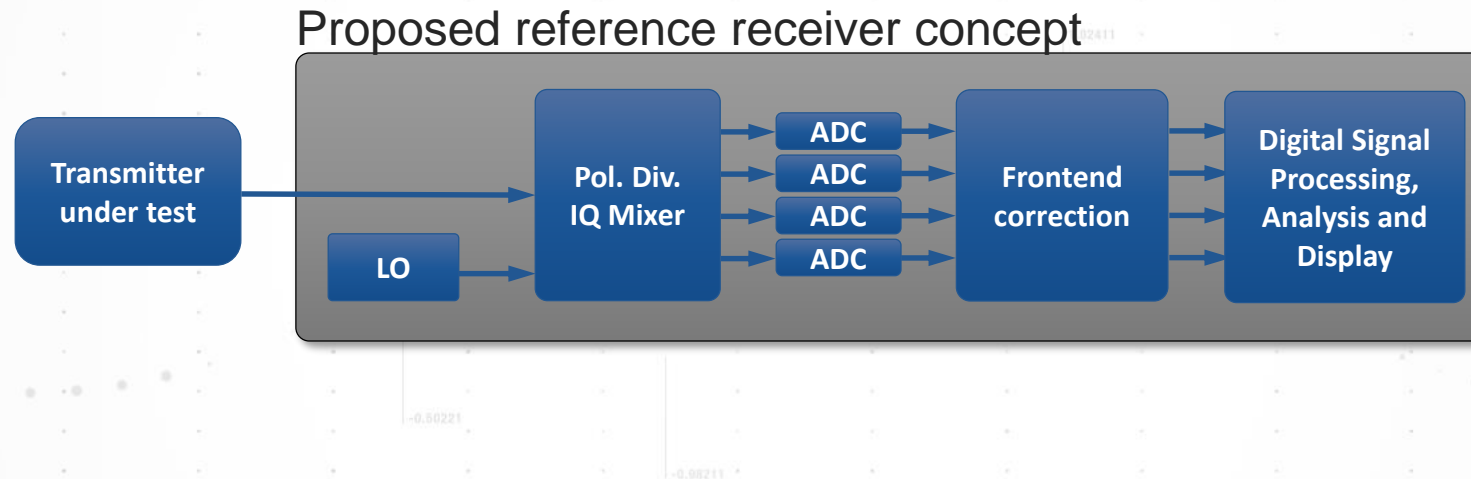 Proposed reference receiver concept
Transmitter
under test
LO
Pol. Div.
IQ Mixer
ADC
ADC
ADC
ADC
Frontend
correction
Digital Signal
Processing,
Analysis and
Display
-0.50221
-0.98211